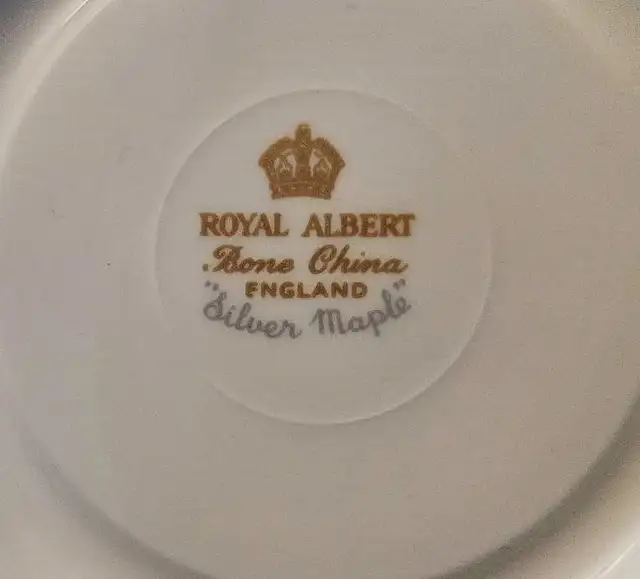 ROYAL ALBERT
Bone China
ENGLAND
"Silver Maple"